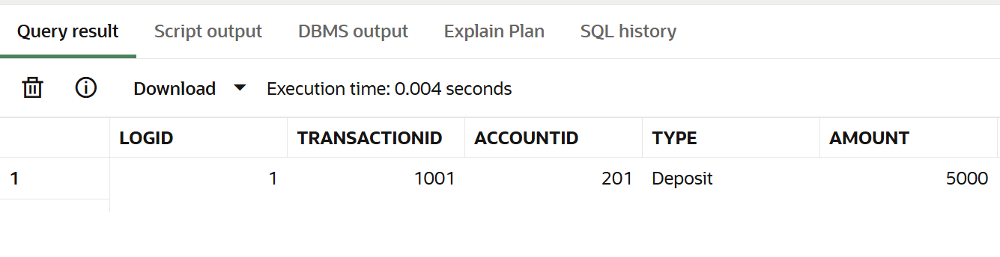 Query result Script output DBMS output Explain Plan SQL history
Download Execution time: 0.004 seconds
LOGID TRANSACTIONID ACCOUNTID TYPE AMOUNT
1 1 1001 201 Deposit 5000